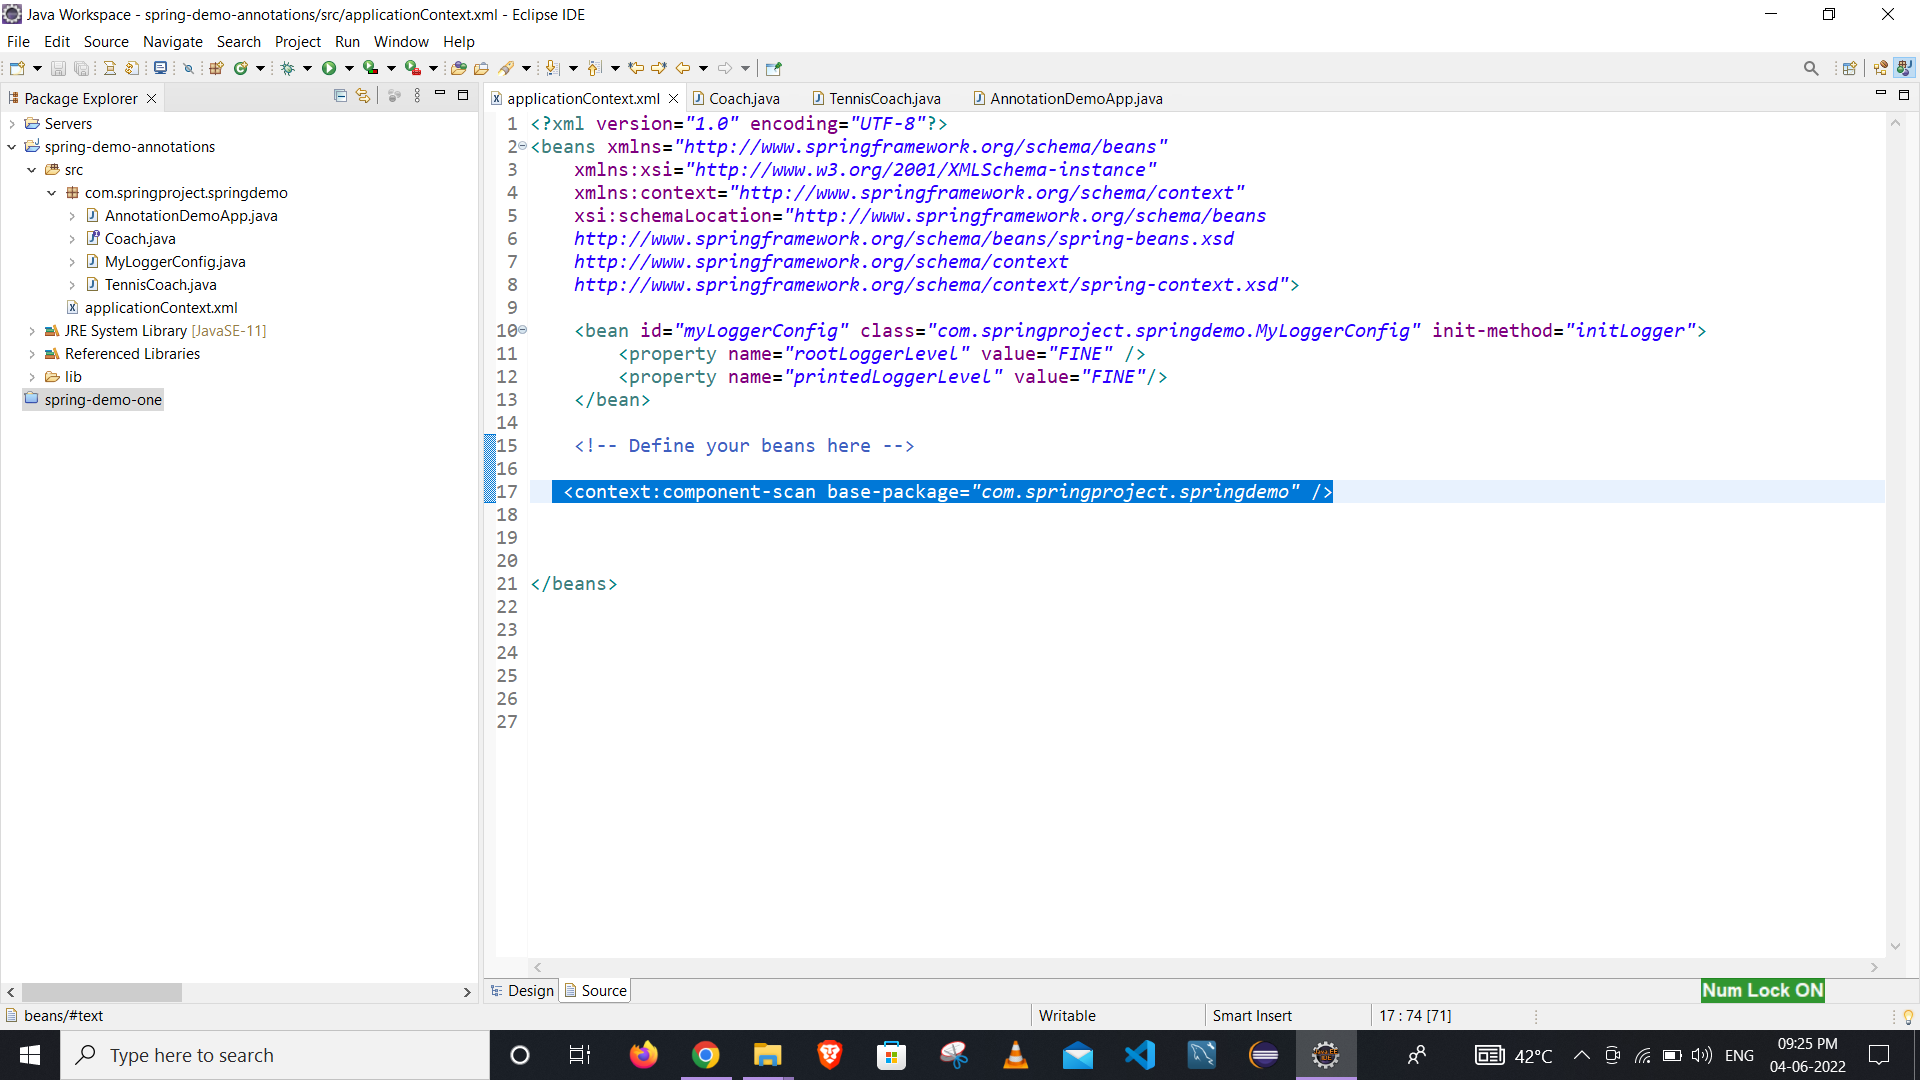 Java Workspace - spring-demo-annotations/src/applicationContext.xml - Eclipse IDE
File Edit Source Navigate Search Project Run Window Help
Package Explorer
Servers
spring-demo-annotations
src
com.springproject.springdemo
AnnotationDemoApp.java
Coach.java
MyLoggerConfig.java
TennisCoach.java
applicationContext.xml
JRE System Library [JavaSE-11]
Referenced Libraries
lib
spring-demo-one
applicationContext.xml Coach.java TennisCoach.java AnnotationDemoApp.java
1 <?xml version="1.0" encoding="UTF-8"?>
2 <beans xmlns="http://www.springframework.org/schema/beans"
3 xmlns:xsi="http://www.w3.org/2001/XMLSchema-instance"
4 xmlns:context="http://www.springframework.org/schema/context"
5 xsi:schemaLocation="http://www.springframework.org/schema/beans
6 http://www.springframework.org/schema/beans/spring-beans.xsd
7 http://www.springframework.org/schema/context
8 http://www.springframework.org/schema/context/spring-context.xsd">
9
10 <bean id="myLoggerConfig" class="com.springproject.springdemo.MyLoggerConfig" init-method="initLogger">
11 <property name="rootLoggerLevel" value="FINE" />
12 <property name="printedLoggerLevel" value="FINE"/>
13 </bean>
14
15 <!-- Define your beans here -->
16
17 <context:component-scan base-package="com.springproject.springdemo" />
18
19
20
21 </beans>
22
23
24
25
26
27
Design Source
Num Lock ON
beans/#text Writable Smart Insert 17 : 74 [71]
Type here to search
42°C ENG
09:25 PM
04-06-2022